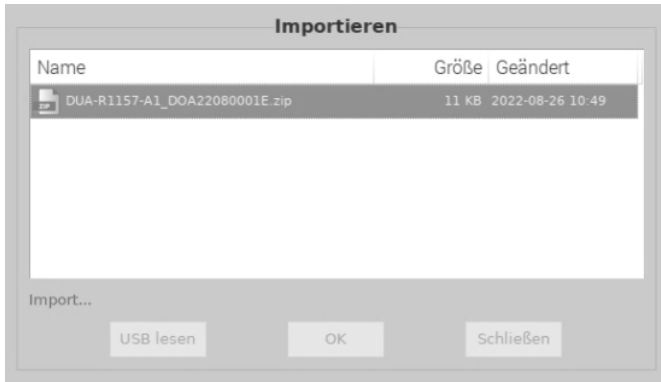 Importieren
Name Größe Geändert
ZIP DUA-R1157-A1_DOA22080001E.zip 11 KB 2022-08-26 10:49
Import...
USB lesen OK Schließen